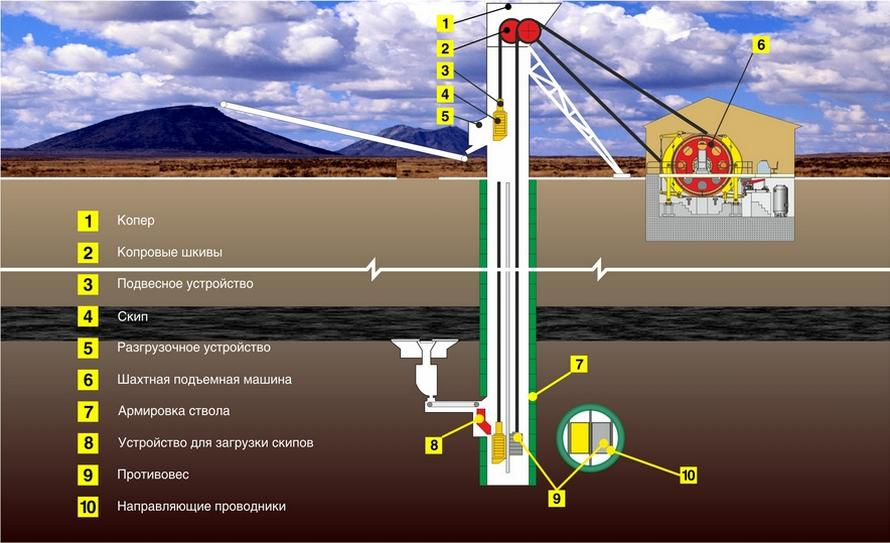 1
2
3
4
5
6
1 Копер
2 Копровые шкивы
3 Подвесное устройство
4 Скип
5 Разгрузочное устройство
6 Шахтная подъемная машина
7 Армировка ствола
8 Устройство для загрузки скипов
9 Противовес
10 Направляющие проводники
7
8
10
9